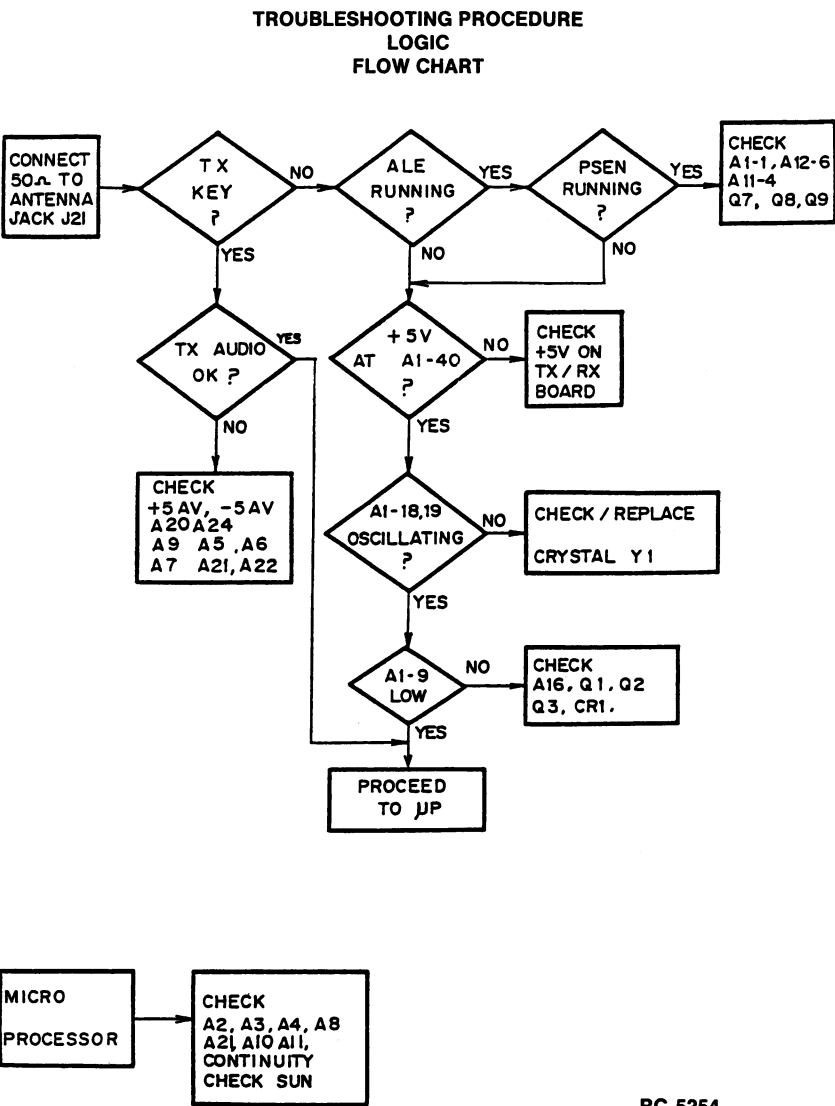 TROUBLESHOOTING PROCEDURE
LOGIC
FLOW CHART
CONNECT
50Ω TO
ANTENNA
JACK J21
TX
KEY
?
NO
YES
ALE
RUNNING
?
YES
NO
PSEN
RUNNING
?
YES
NO
CHECK
A1-1, A12-6
A11-4
Q7, Q8, Q9
TX AUDIO
OK ?
YES
NO
+5V
AT A1-40
?
NO
YES
CHECK
+5V ON
TX/RX
BOARD
CHECK
+5AV, -5AV
A20A24
A9 A5 ,A6
A7 A21, A22
A1-18,19
OSCILLATING
?
NO
YES
CHECK / REPLACE
CRYSTAL Y1
A1-9
LOW
NO
YES
CHECK
A16, Q1, Q2
Q3, CR1.
PROCEED
TO µP
MICRO
PROCESSOR
CHECK
A2, A3, A4, A8
A21, A10 A11,
CONTINUITY
CHECK SUN